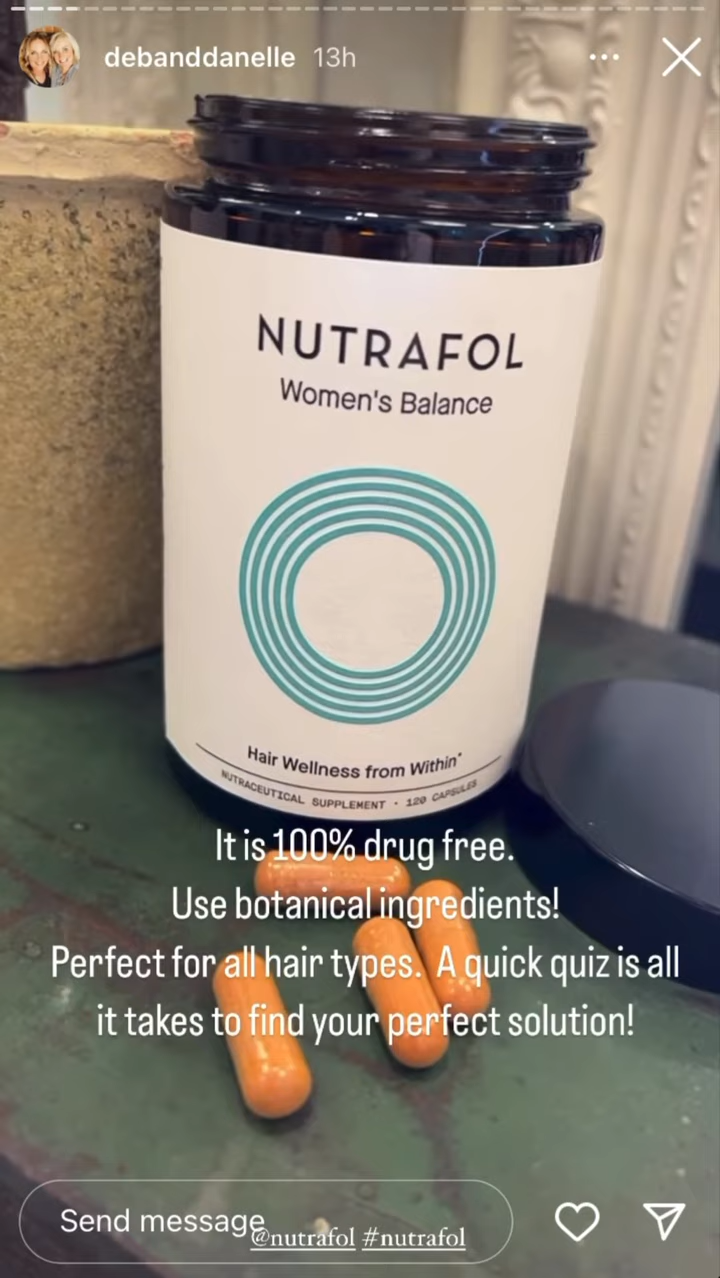 debanddanelle 13h
NUTRAFOL
Women's Balance
Hair Wellness from Within*
NUTRACEUTICAL SUPPLEMENT • 120 CAPSULES
It is 100% drug free.
Use botanical ingredients!
Perfect for all hair types. A quick quiz is all
it takes to find your perfect solution!
Send message
@nutrafol #nutrafol